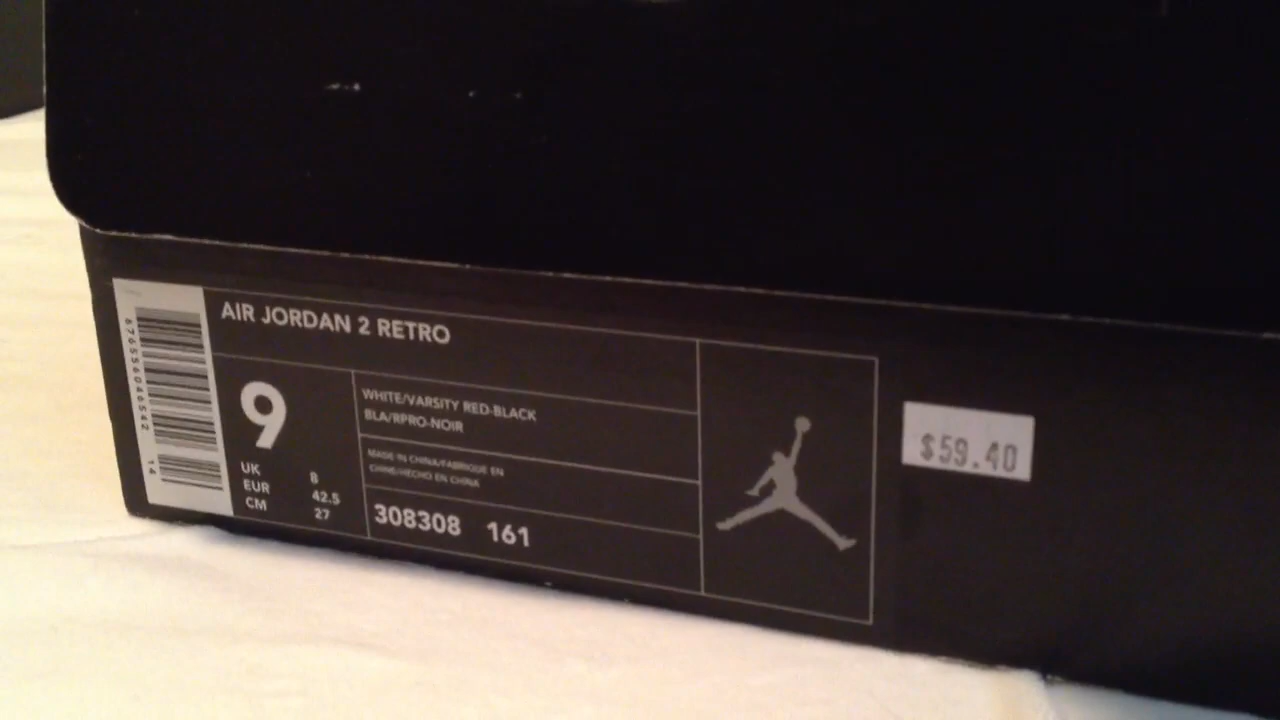 AIR JORDAN 2 RETRO
9
UK 8
EUR 42.5
CM 27
WHITE/VARSITY RED-BLACK
BLA/RPRO-NOIR
MADE IN CHINA/FABRIQUE EN
CHINE/HECHO EN CHINA
308308 161
$59.40